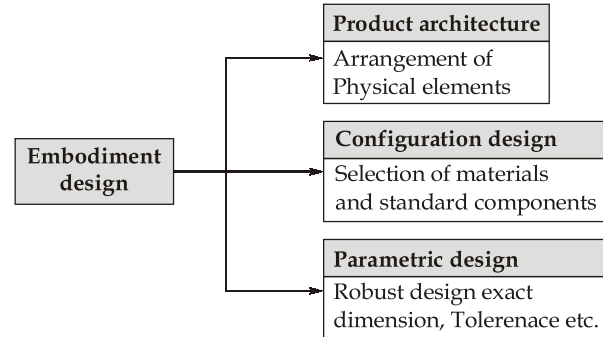 Product architecture
Arrangement of
Physical elements
Embodiment
design
Configuration design
Selection of materials
and standard components
Parametric design
Robust design exact
dimension, Tolerenace etc.